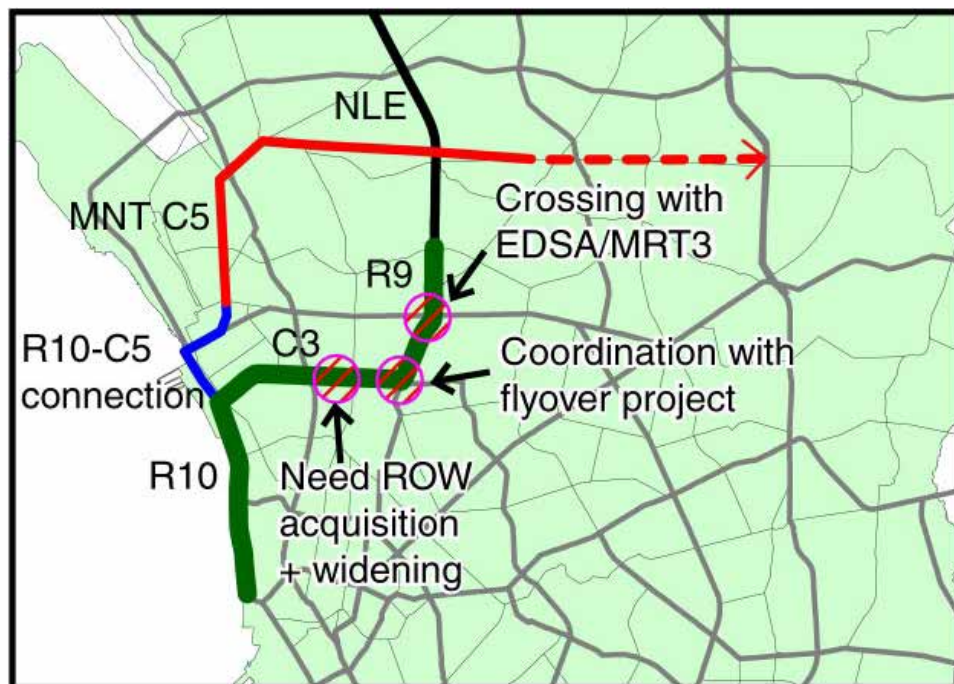 NLE
MNT C5
Crossing with
EDSA/MRT3
R9
R10-C5
connection
C3
Coordination with
flyover project
R10
Need ROW
acquisition
+ widening